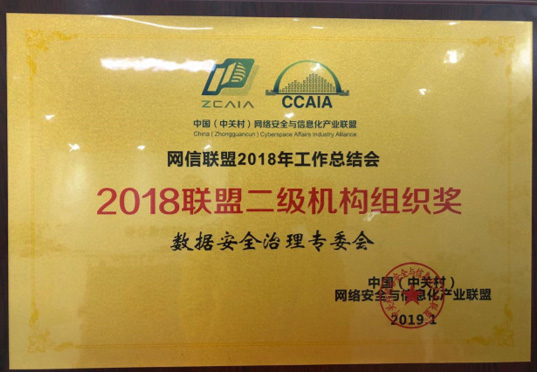 ZCAIA
CCAIA
中国（中关村）网络安全与信息化产业联盟
China (Zhongguancun) Cyberspace Affairs Industry Alliance
网信联盟2018年工作总结会
2018联盟二级机构组织奖
数据安全治理专委会
中国（中关村）
网络安全与信息化产业联盟
2019.1